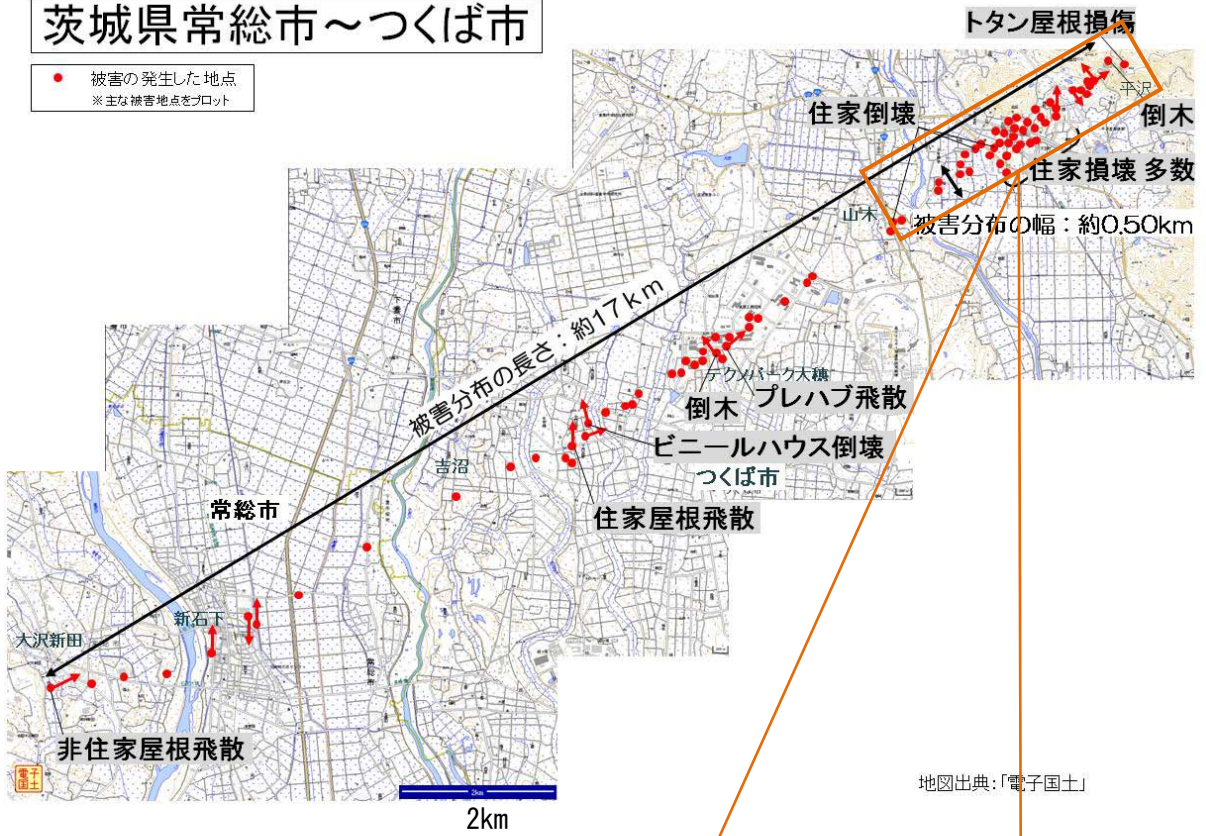 茨城県常総市～つくば市
● 被害の発生した地点
※主な被害地点をプロット
トタン屋根損傷
平沢
住家倒壊
倒木
住家損壊 多数
山木
被害分布の幅：約0.50km
被害分布の長さ：約17km
テクノパーク大穂
倒木
プレハブ飛散
ビニールハウス倒壊
吉沼
つくば市
常総市
住家屋根飛散
新石下
大沢新田
非住家屋根飛散
電子国土
2km
2km
地図出典：「電子国土」